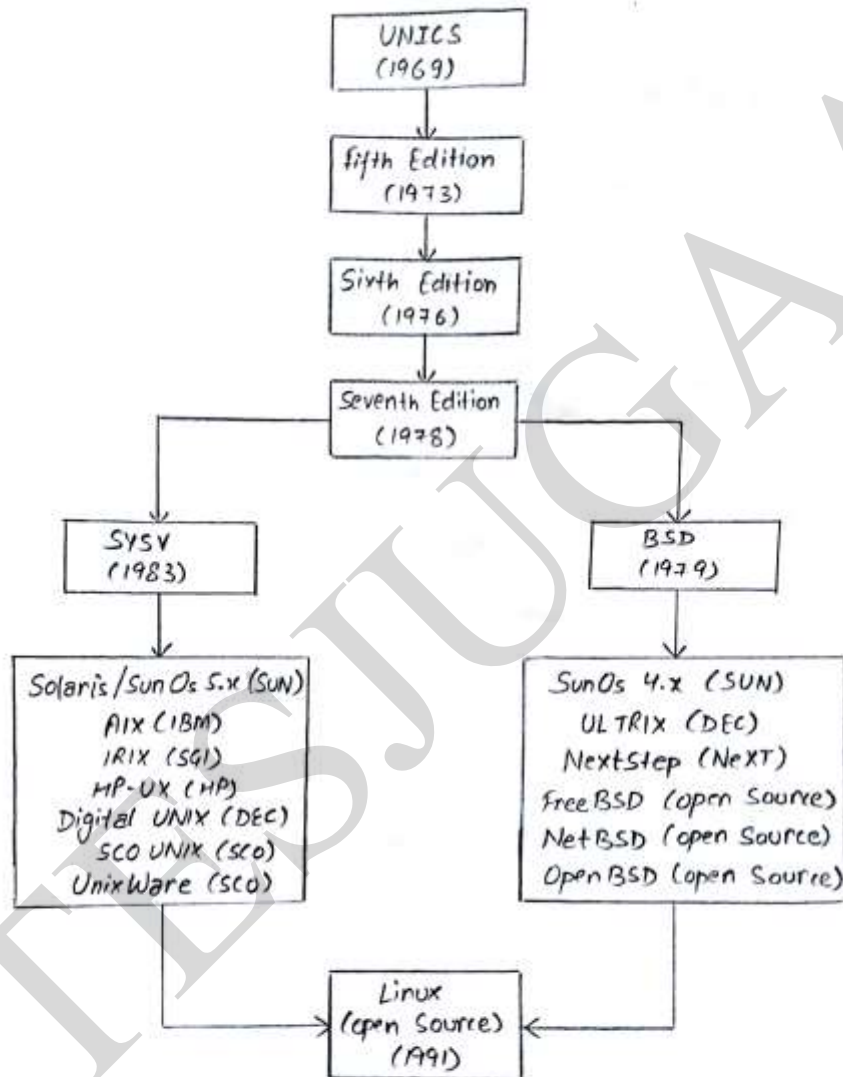 UNICS
(1969)
Fifth Edition
(1973)
Sixth Edition
(1976)
Seventh Edition
(1978)
SYSV
(1983)
BSD
(1979)
Solaris/SunOs 5.x (SUN)
AIX (IBM)
IRIX (SGI)
HP-UX (HP)
Digital UNIX (DEC)
SCO UNIX (SCO)
UnixWare (SCO)
SunOs 4.x (SUN)
ULTRIX (DEC)
NextStep (NeXT)
FreeBSD (open Source)
NetBSD (open Source)
OpenBSD (open Source)
Linux
(open Source)
(1991)
TESJUGA